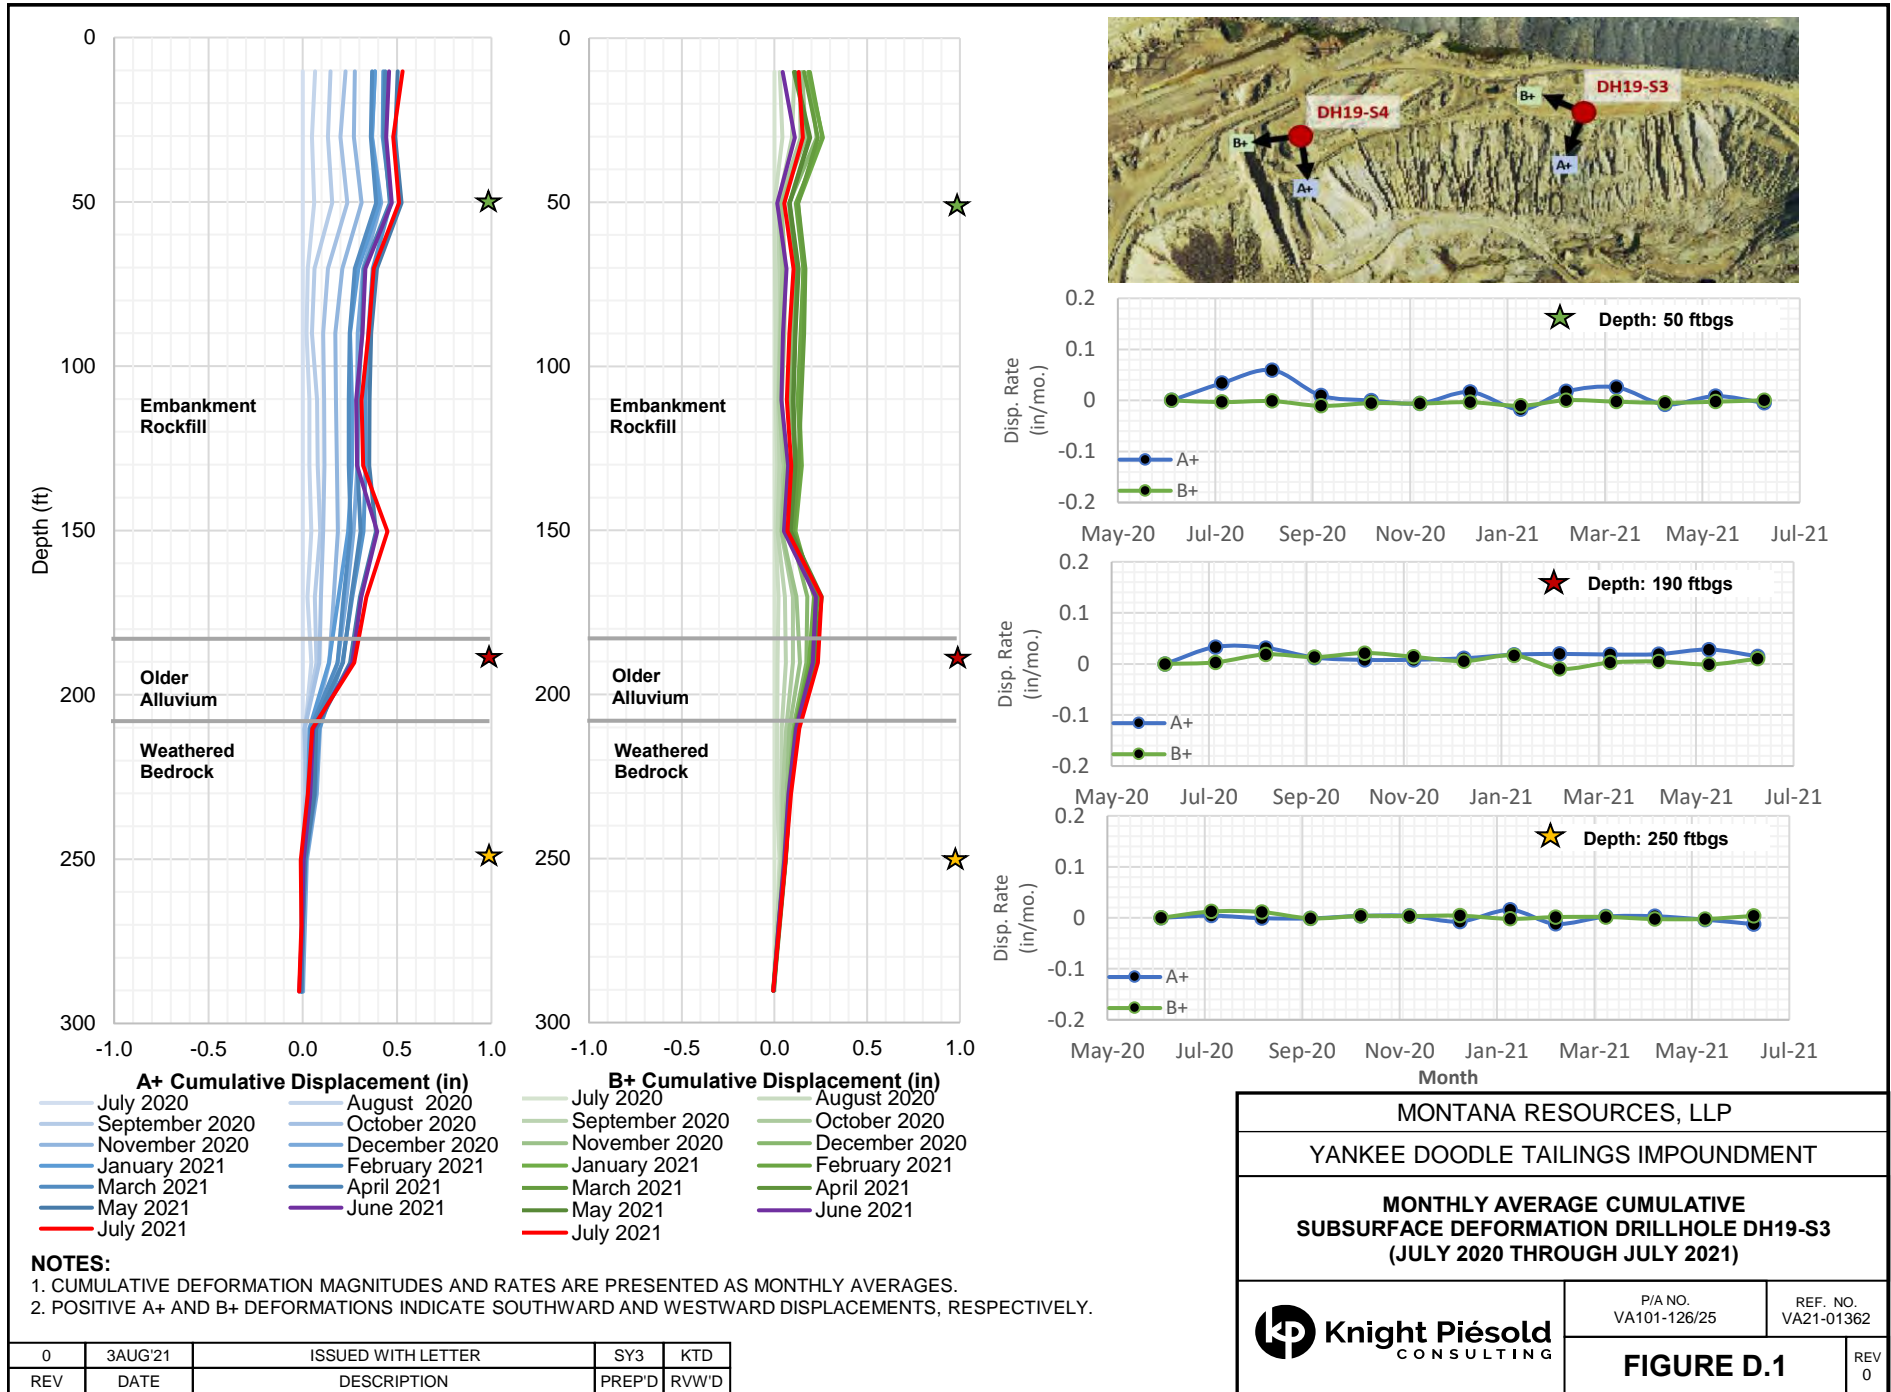 0
50
100
150
200
250
300
Depth (ft)
-1.0 -0.5 0.0 0.5 1.0
A+ Cumulative Displacement (in)
Embankment
Rockfill
Older
Alluvium
Weathered
Bedrock
July 2020
August 2020
September 2020
October 2020
November 2020
December 2020
January 2021
February 2021
March 2021
April 2021
May 2021
June 2021
July 2021
0
50
100
150
200
250
300
-1.0 -0.5 0.0 0.5 1.0
B+ Cumulative Displacement (in)
Embankment
Rockfill
Older
Alluvium
Weathered
Bedrock
July 2020
August 2020
September 2020
October 2020
November 2020
December 2020
January 2021
February 2021
March 2021
April 2021
May 2021
June 2021
July 2021
DH19-S3
B+
A+
DH19-S4
B+
A+
0.2
0.1
0
-0.1
-0.2
Disp. Rate
(in/mo.)
Depth: 50 ftbgs
A+
B+
May-20 Jul-20 Sep-20 Nov-20 Jan-21 Mar-21 May-21 Jul-21
0.2
0.1
0
-0.1
-0.2
Disp. Rate
(in/mo.)
Depth: 190 ftbgs
A+
B+
May-20 Jul-20 Sep-20 Nov-20 Jan-21 Mar-21 May-21 Jul-21
0.2
0.1
0
-0.1
-0.2
Disp. Rate
(in/mo.)
Depth: 250 ftbgs
A+
B+
May-20 Jul-20 Sep-20 Nov-20 Jan-21 Mar-21 May-21 Jul-21
Month
NOTES:
1. CUMULATIVE DEFORMATION MAGNITUDES AND RATES ARE PRESENTED AS MONTHLY AVERAGES.
2. POSITIVE A+ AND B+ DEFORMATIONS INDICATE SOUTHWARD AND WESTWARD DISPLACEMENTS, RESPECTIVELY.
0 3AUG'21 ISSUED WITH LETTER SY3 KTD
REV DATE DESCRIPTION PREP'D RVW'D
MONTANA RESOURCES, LLP
YANKEE DOODLE TAILINGS IMPOUNDMENT
MONTHLY AVERAGE CUMULATIVE
SUBSURFACE DEFORMATION DRILLHOLE DH19-S3
(JULY 2020 THROUGH JULY 2021)
kp Knight Piésold
CONSULTING
P/A NO.
VA101-126/25
REF. NO.
VA21-01362
FIGURE D.1
REV
0